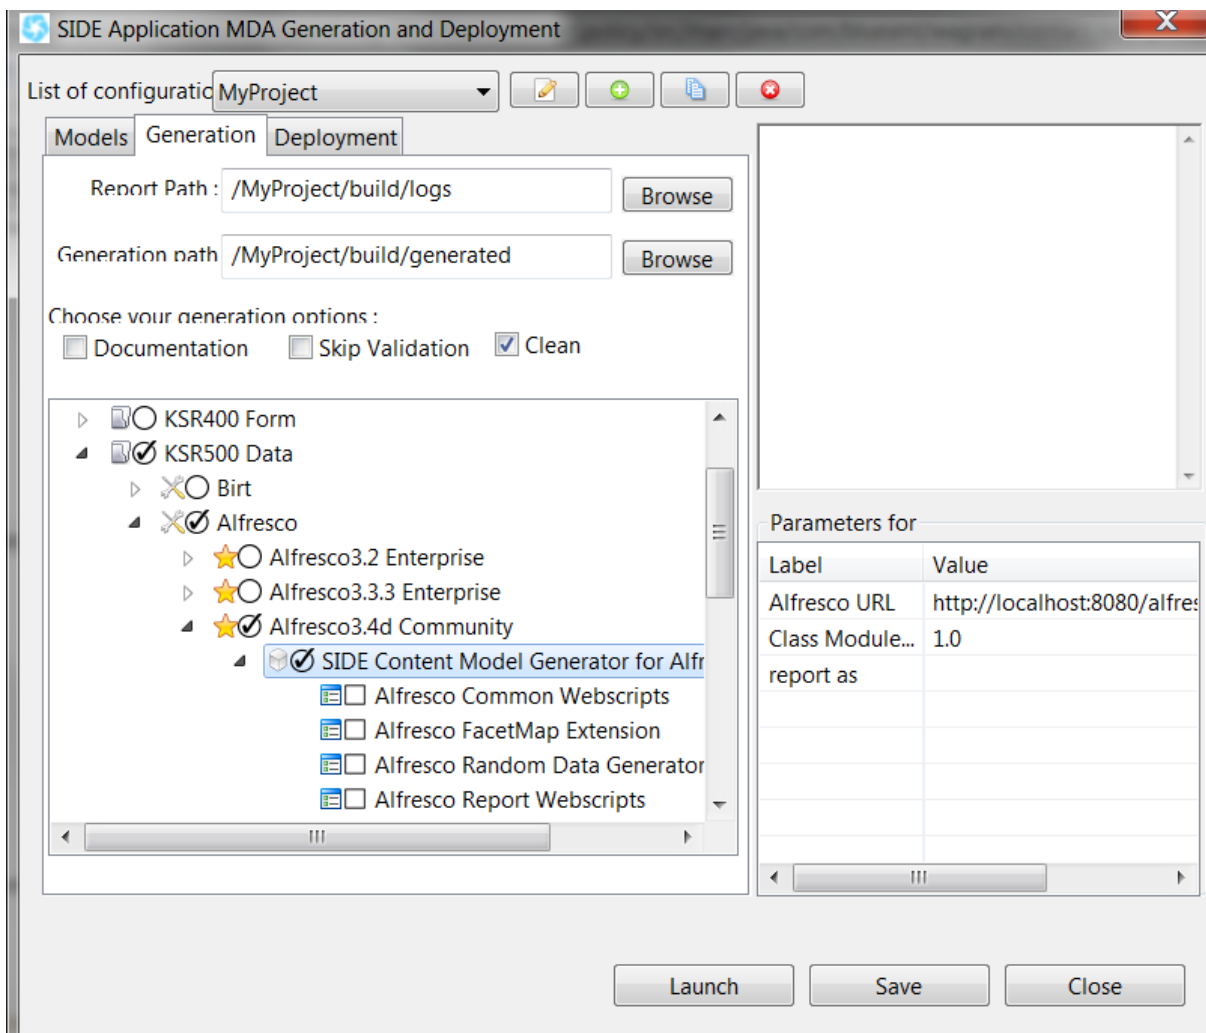 SIDE Application MDA Generation and Deployment
List of configuratic MyProject
Models Generation Deployment
Report Path : /MyProject/build/logs Browse
Generation path /MyProject/build/generated Browse
Choose your generation options :
Documentation Skip Validation Clean
KSR400 Form
KSR500 Data
Birt
Alfresco
Alfresco3.2 Enterprise
Alfresco3.3.3 Enterprise
Alfresco3.4d Community
SIDE Content Model Generator for Alfr
Alfresco Common Webscripts
Alfresco FacetMap Extension
Alfresco Random Data Generator
Alfresco Report Webscripts
Parameters for
Label Value
Alfresco URL http://localhost:8080/alfres
Class Module... 1.0
report as
Launch Save Close